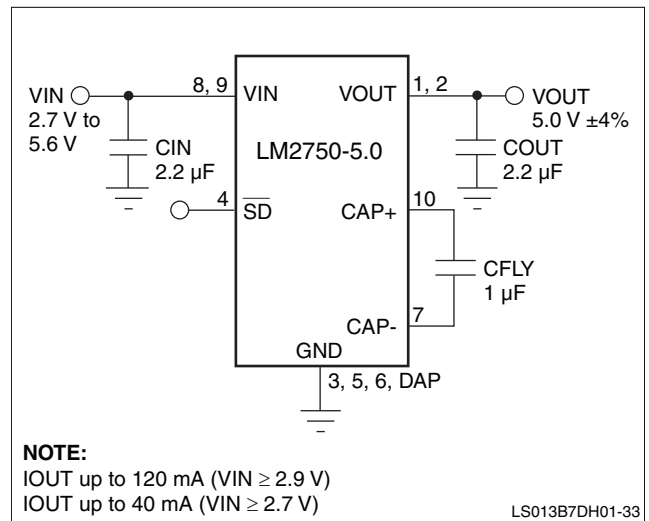 8, 9
VIN
VOUT
1, 2
VIN
2.7 V to
5.6 V
VOUT
5.0 V ±4%
CIN
2.2 µF
LM2750-5.0
COUT
2.2 µF
4
SD
CAP+
10
CFLY
1 µF
CAP-
7
GND
3, 5, 6, DAP
NOTE:
IOUT up to 120 mA (VIN ≥ 2.9 V)
IOUT up to 40 mA (VIN ≥ 2.7 V)
LS013B7DH01-33